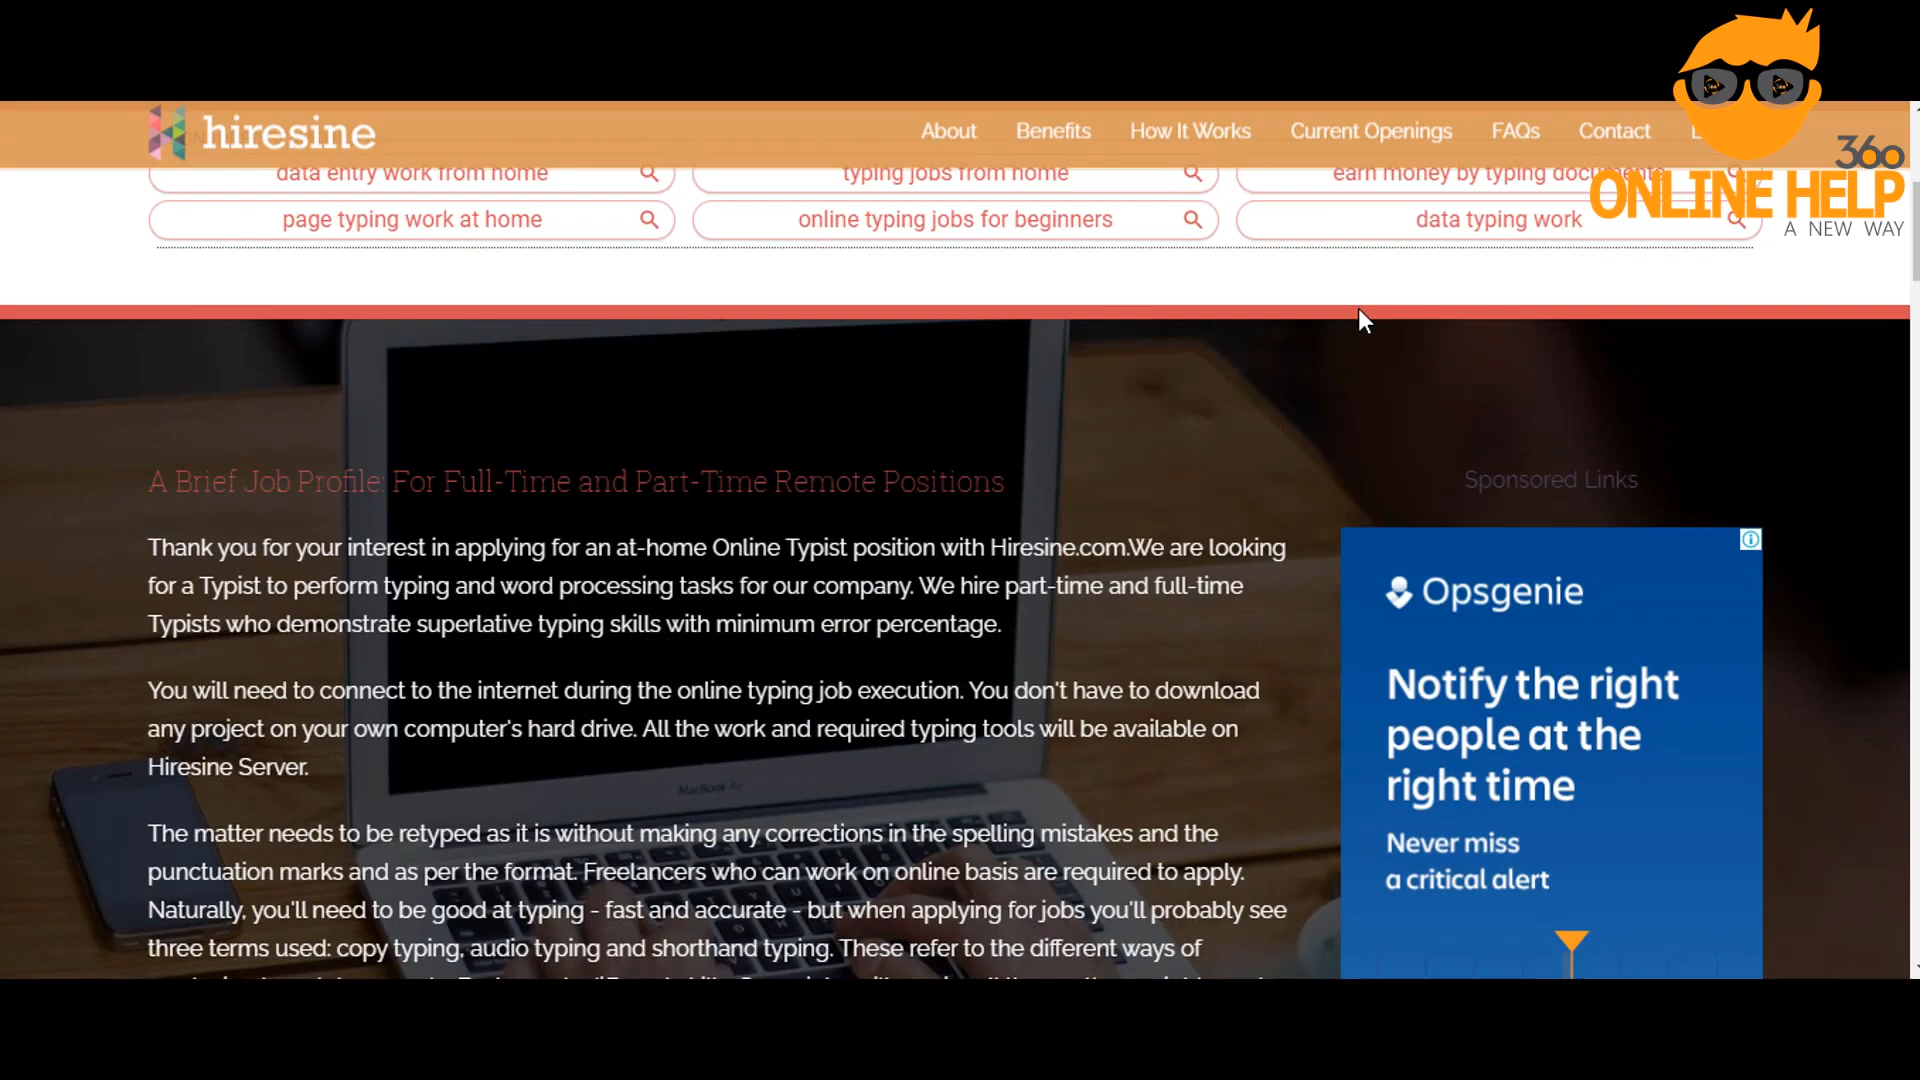 hiresine
About Benefits How It Works Current Openings FAQs Contact
360
ONLINE HELP
A NEW WAY
data entry work from home typing jobs from home earn money by typing documents
page typing work at home online typing jobs for beginners data typing work
A Brief Job Profile: For Full-Time and Part-Time Remote Positions
Sponsored Links
Thank you for your interest in applying for an at-home Online Typist position with Hiresine.com.We are looking
for a Typist to perform typing and word processing tasks for our company. We hire part-time and full-time
Typists who demonstrate superlative typing skills with minimum error percentage.
You will need to connect to the internet during the online typing job execution. You don't have to download
any project on your own computer's hard drive. All the work and required typing tools will be available on
Hiresine Server.
The matter needs to be retyped as it is without making any corrections in the spelling mistakes and the
punctuation marks and as per the format. Freelancers who can work on online basis are required to apply.
Naturally, you'll need to be good at typing - fast and accurate - but when applying for jobs you'll probably see
three terms used: copy typing, audio typing and shorthand typing. These refer to the different ways of
MacBook Air
Opsgenie
Notify the right
people at the
right time
Never miss
a critical alert